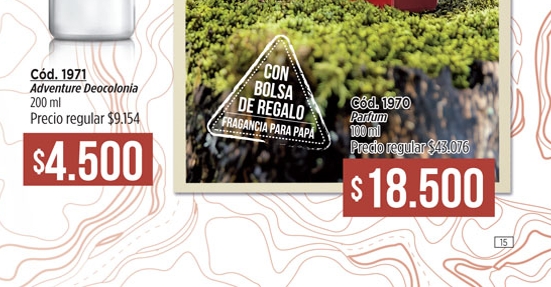 Cód. 1971
Adventure Deocolonia
200 ml
Precio regular $9.154
$4.500
CON
BOLSA
DE REGALO
FRAGANCIA PARA PAPÁ
Cód. 1970
Parfum
100 ml
Precio regular $43.076
$18.500
15